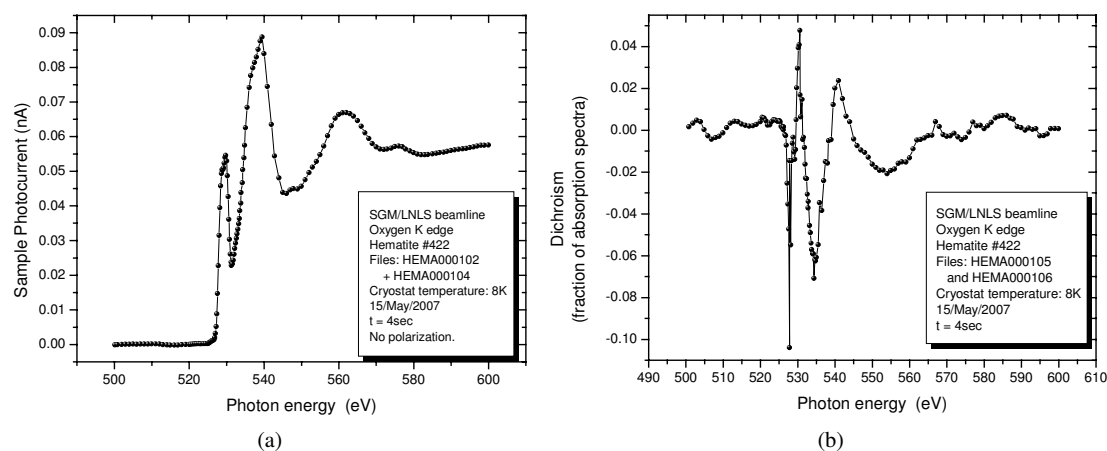 0.09
0.08
0.07
0.06
0.05
0.04
0.03
0.02
0.01
0.00
Sample Photocurrent (nA)
SGM/LNLS beamline
Oxygen K edge
Hematite #422
Files: HEMA000102
+ HEMA000104
Cryostat temperature: 8K
15/May/2007
t = 4sec
No polarization.
500 520 540 560 580 600
Photon energy (eV)
(a)
0.04
0.02
0.00
-0.02
-0.04
-0.06
-0.08
-0.10
Dichroism
(fraction of absorption spectra)
SGM/LNLS beamline
Oxygen K edge
Hematite #422
Files: HEMA000105
and HEMA000106
Cryostat temperature: 8K
15/May/2007
t = 4sec
490 500 510 520 530 540 550 560 570 580 590 600 610
Photon energy (eV)
(b)